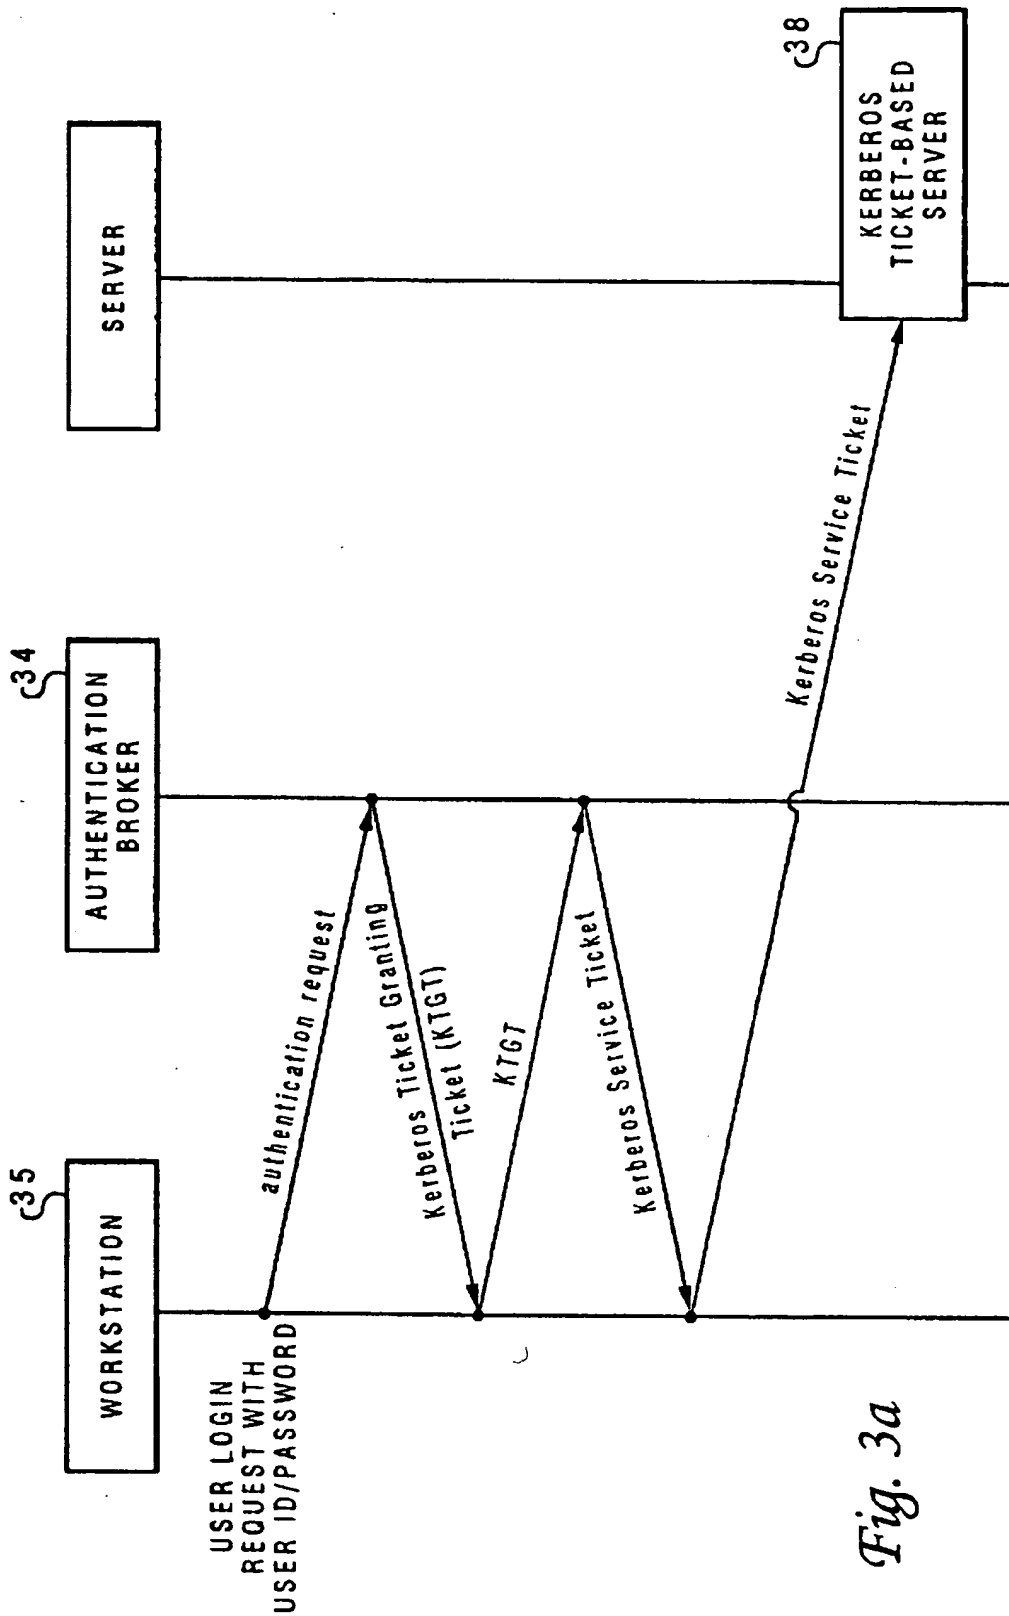 35
WORKSTATION
34
AUTHENTICATION
BROKER
SERVER
USER LOGIN
REQUEST WITH
USER ID/PASSWORD
authentication request
Kerberos Ticket Granting
Ticket (KTGT)
KTGT
Kerberos Service Ticket
Kerberos Service Ticket
38
KERBEROS
TICKET-BASED
SERVER
Fig. 3a